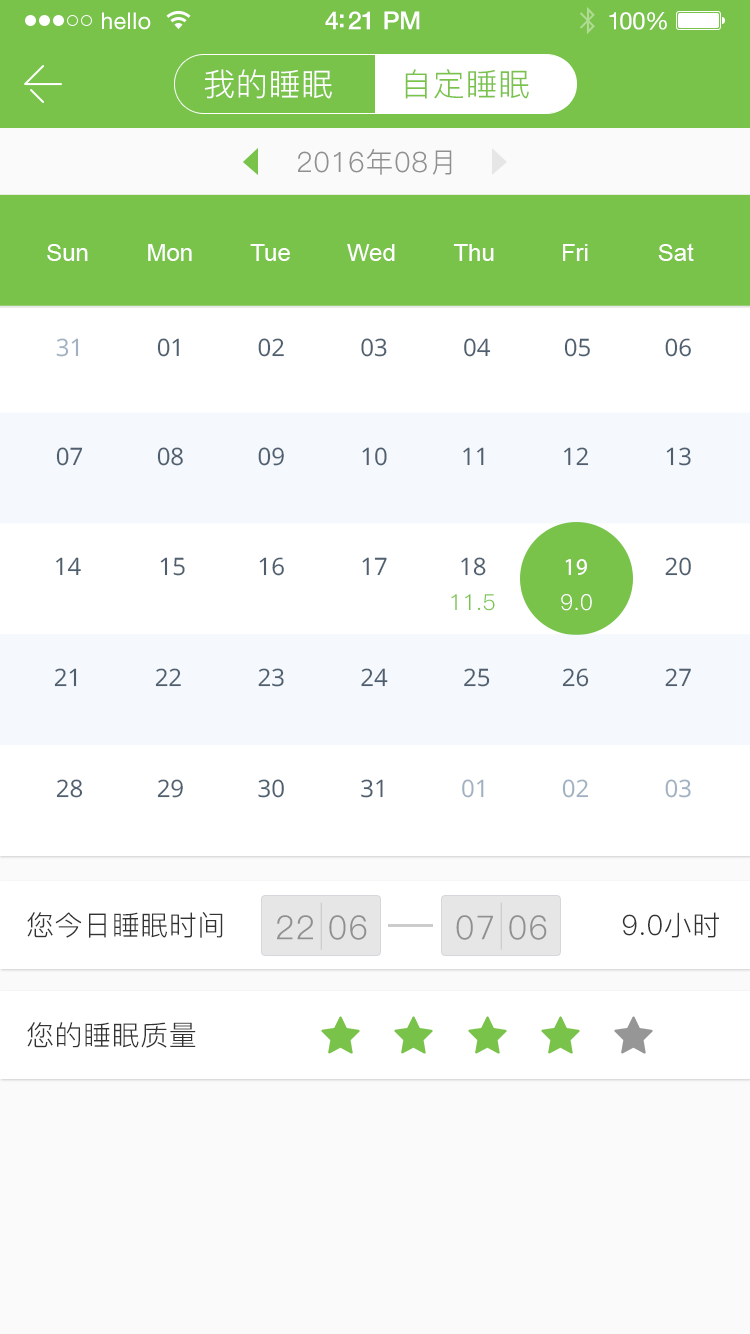 hello 4:21 PM 100%
我的睡眠 自定睡眠
2016年08月
Sun Mon Tue Wed Thu Fri Sat
31 01 02 03 04 05 06
07 08 09 10 11 12 13
14 15 16 17 18 19 20
11.5 9.0
21 22 23 24 25 26 27
28 29 30 31 01 02 03
您今日睡眠时间 22 06 — 07 06 9.0小时
您的睡眠质量